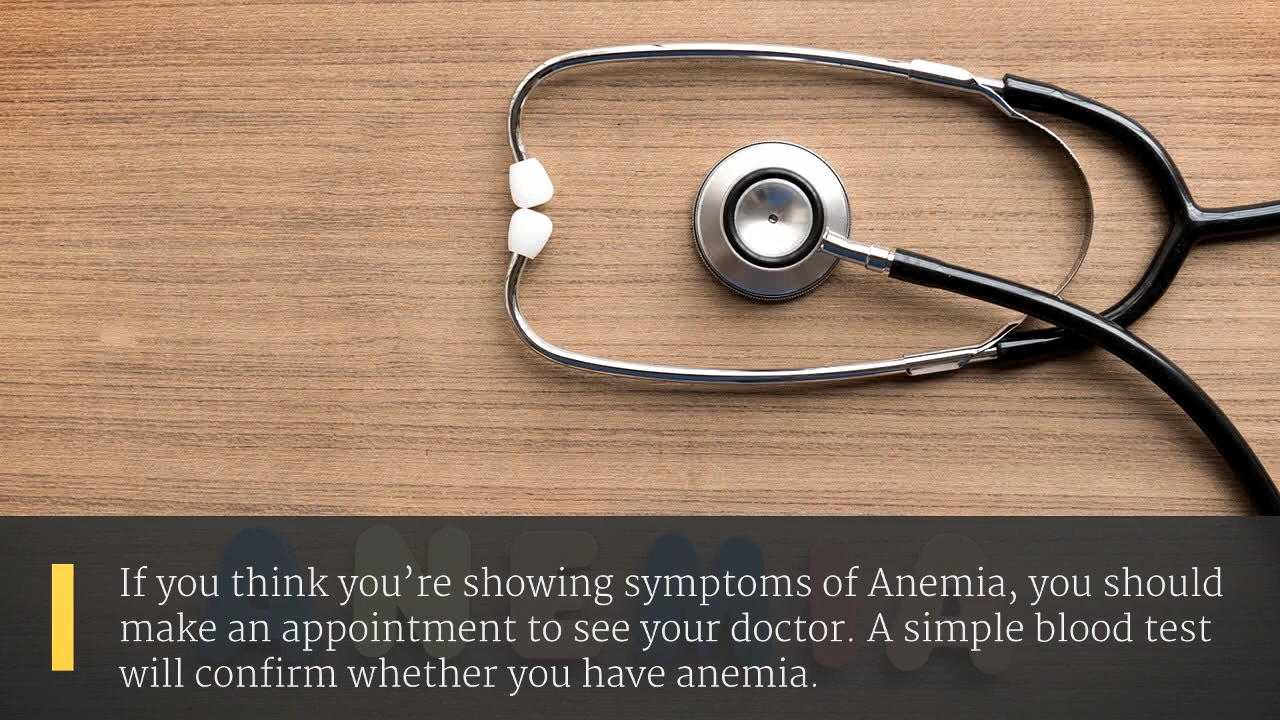 ANEMIA
If you think you’re showing symptoms of Anemia, you should
make an appointment to see your doctor. A simple blood test
will confirm whether you have anemia.